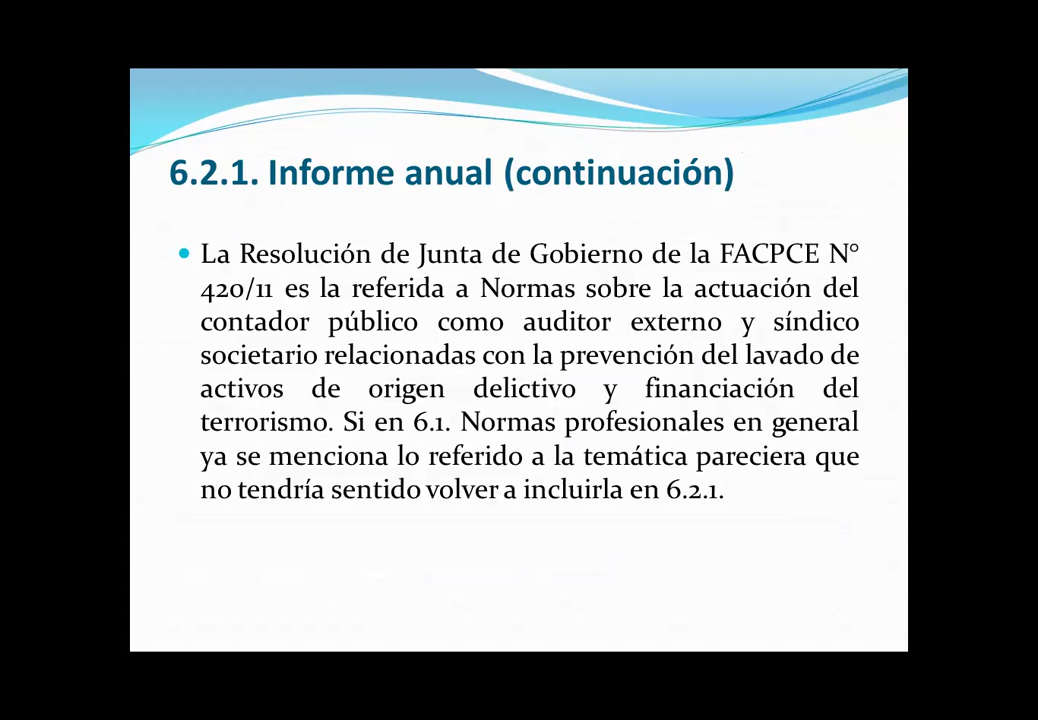 6.2.1. Informe anual (continuación)
• La Resolución de Junta de Gobierno de la FACPCE N°
420/11 es la referida a Normas sobre la actuación del
contador público como auditor externo y síndico
societario relacionadas con la prevención del lavado de
activos de origen delictivo y financiación del
terrorismo. Si en 6.1. Normas profesionales en general
ya se menciona lo referido a la temática pareciera que
no tendría sentido volver a incluirla en 6.2.1.